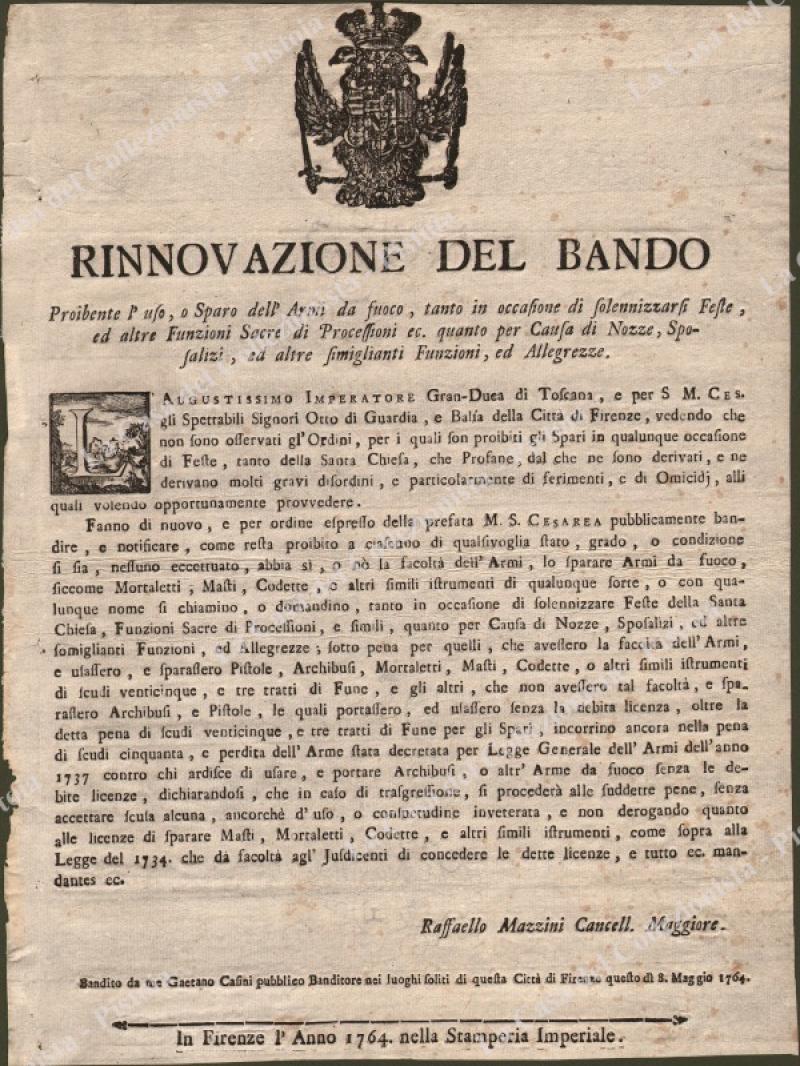 RINNOVAZIONE DEL BANDO
Proibente l' uso, o Sparo dell' Armi da fuoco, tanto in occasione di solennizzarsi Feste,
ed altre Funzioni Sacre di Processioni ec. quanto per Causa di Nozze, Spo-
salizi, ed altre simiglianti Funzioni, ed Allegrezze.
L' AUGUSTISSIMO IMPERATORE Gran-Duca di Toscana, e per S M. CES.
gli Spettabili Signori Otto di Guardia, e Balìa della Città di Firenze, vedendo che
non sono osservati gl' Ordini, per i quali son proibiti gli Spari in qualunque occasione
di Feste, tanto della Santa Chiesa, che Profane, dal che ne sono derivati, e ne
derivano molti gravi disordini, e particolarmente di ferimenti, e di Omicidj, alli
quali volendo opportunamente provvedere.
Fanno di nuovo, e per ordine espresso della prefata M. S. CESAREA pubblicamente ban-
dire, e notificare, come resta proibito a ciascuno di qualsivoglia stato, grado, o condizione
si sia, nessuno eccettuato, abbia sì, o nò la facoltà dell' Armi, lo sparare Armi da fuoco,
siccome Mortaletti, Masti, Codette, o altri simili istrumenti di qualunque sorte, o con qua-
lunque nome si chiamino, o domandino, tanto in occasione di solennizzare Feste della Santa
Chiesa, Funzioni Sacre di Processioni, e simili, quanto per Causa di Nozze, Sposalizi, ed altre
somiglianti Funzioni, ed Allegrezze; sotto pena per quelli, che avessero la facoltà dell' Armi,
e usassero, e sparassero Pistole, Archibusi, Mortaletti, Masti, Codette, o altri simili istrumenti
di scudi venticinque, e tre tratti di Fune, e gli altri, che non avessero tal facoltà, e spa-
rassero Archibusi, e Pistole, le quali portassero, ed usassero senza la debita licenza, oltre la
detta pena di scudi venticinque, e tre tratti di Fune per gli Spari, incorrino ancora nella pena
di scudi cinquanta, e perdita dell' Arme stata decretata per Legge Generale dell' Armi dell' anno
1737 contro chi ardisce di usare, e portare Archibusi, o altr' Arme da fuoco senza le de-
bite licenze, dichiarandosi, che in caso di trasgressione, si procederà alle suddette pene, senza
accettare scusa alcuna, ancorchè d' uso, o consuetudine inveterata, e non derogando quanto
alle licenze di sparare Masti, Mortaletti, Codette, e altri simili istrumenti, come sopra alla
Legge del 1734. che dà facoltà agl' Jusdicenti di concedere le dette licenze, e tutto ec. man-
dantes ec.
Raffaello Mazzini Cancell. Maggiore.
Bandito da me Gaetano Casini pubblico Banditore nei luoghi soliti di questa Città di Firenze questo dì 8. Maggio 1764.
In Firenze l' Anno 1764. nella Stamperia Imperiale.